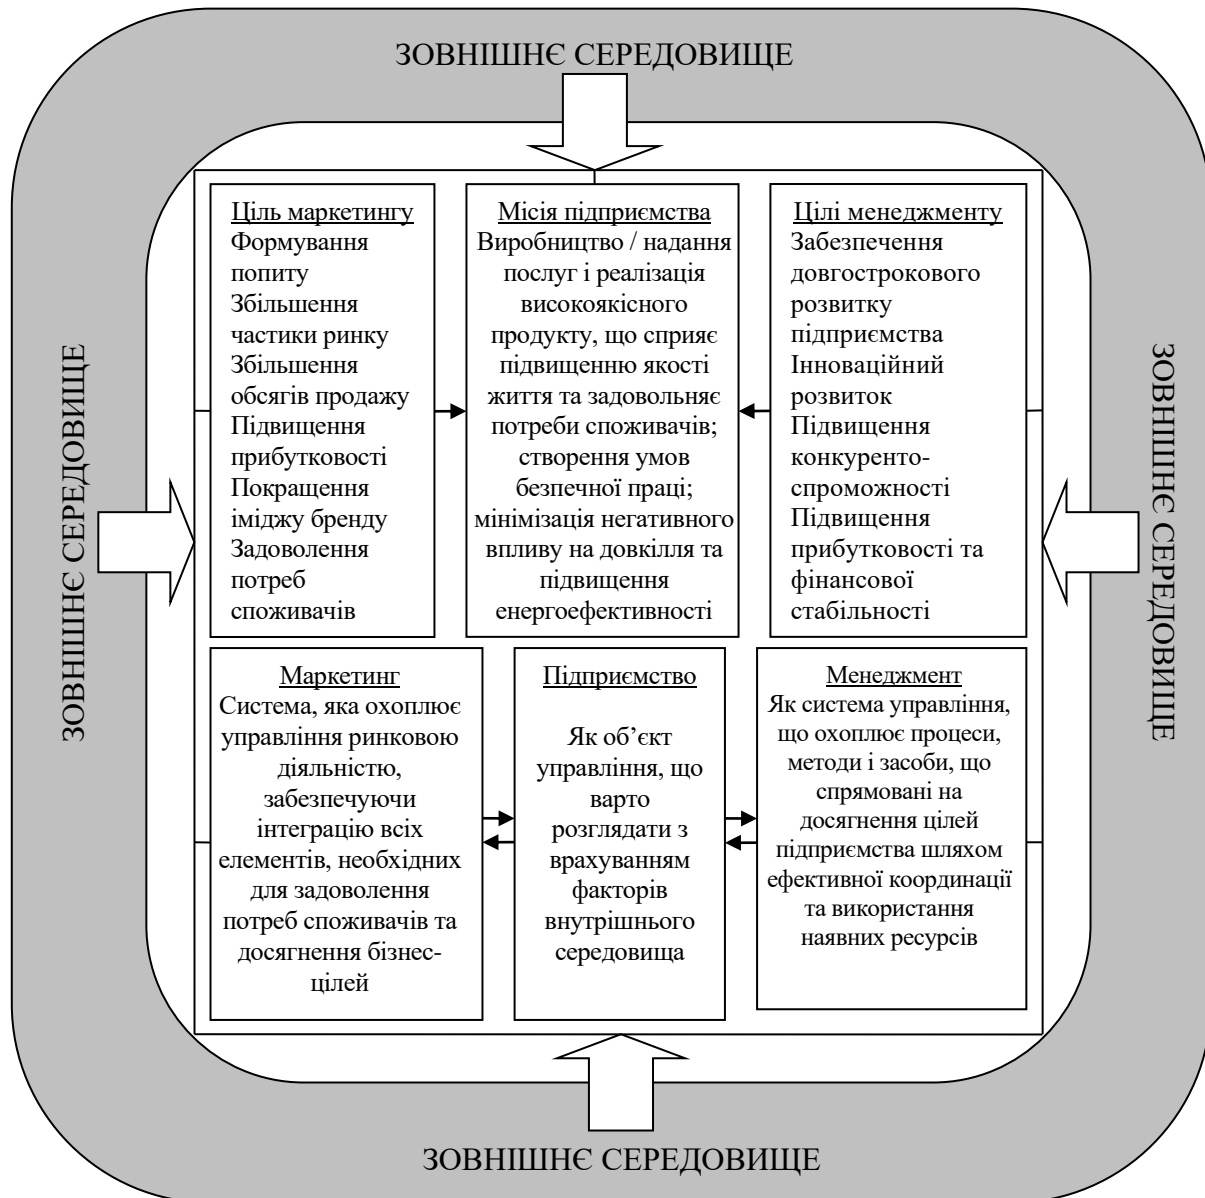 ЗОВНІШНЄ СЕРЕДОВИЩЕ
ЗОВНІШНЄ СЕРЕДОВИЩЕ
Ціль маркетингу
Формування
попиту
Збільшення
частики ринку
Збільшення
обсягів продажу
Підвищення
прибутковості
Покращення
іміджу бренду
Задоволення
потреб
споживачів
Місія підприємства
Виробництво / надання
послуг і реалізація
високоякісного
продукту, що сприяє
підвищенню якості
життя та задовольняє
потреби споживачів;
створення умов
безпечної праці;
мінімізація негативного
впливу на довкілля та
підвищення
енергоефективності
Цілі менеджменту
Забезпечення
довгострокового
розвитку
підприємства
Інноваційний
розвиток
Підвищення
конкуренто-
спроможності
Підвищення
прибутковості та
фінансової
стабільності
ЗОВНІШНЄ СЕРЕДОВИЩЕ
Маркетинг
Система, яка охоплює
управління ринковою
діяльністю,
забезпечуючи
інтеграцію всіх
елементів, необхідних
для задоволення
потреб споживачів та
досягнення бізнес-
цілей
Підприємство
Як об’єкт
управління, що
варто
розглядати з
врахуванням
факторів
внутрішнього
середовища
Менеджмент
Як система управління,
що охоплює процеси,
методи і засоби, що
спрямовані на
досягнення цілей
підприємства шляхом
ефективної координації
та використання
наявних ресурсів
ЗОВНІШНЄ СЕРЕДОВИЩЕ